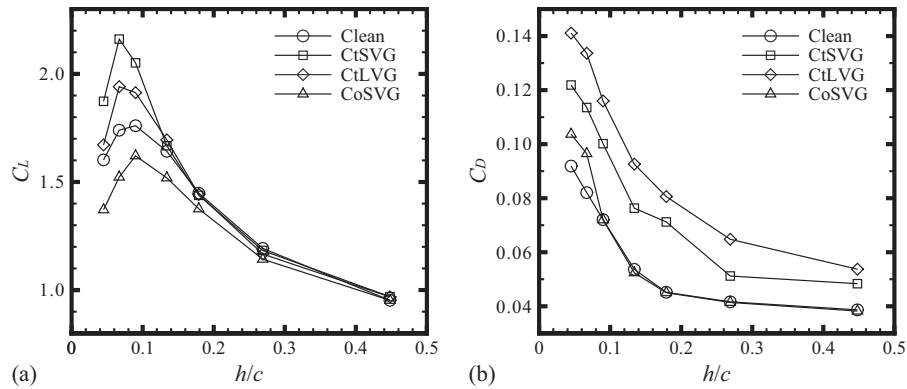 Clean
CtSVG
CtLVG
CoSVG
2.0
1.5
1.0
C_L
0 0.1 0.2 0.3 0.4 0.5
h/c
(a)
Clean
CtSVG
CtLVG
CoSVG
0.14
0.12
0.10
0.08
0.06
0.04
C_D
0 0.1 0.2 0.3 0.4 0.5
h/c
(b)